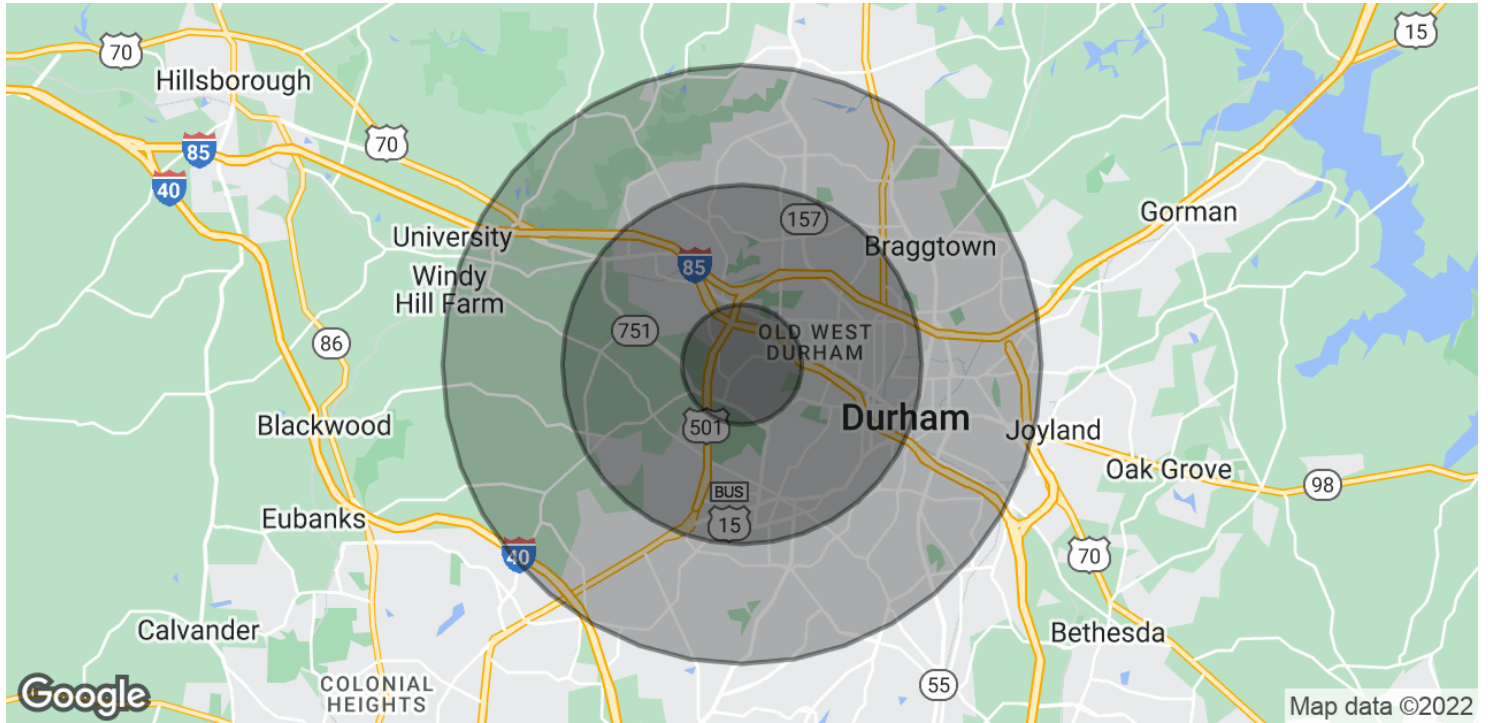 15
70
Hillsborough
70
85
40
157
Gorman
University
Braggtown
85
Windy
Hill Farm
751
OLD WEST
DURHAM
86
Durham
Blackwood
501
Joyland
Oak Grove
98
BUS
15
Eubanks
40
70
Calvander
Bethesda
COLONIAL
HEIGHTS
55
Google
Map data ©2022